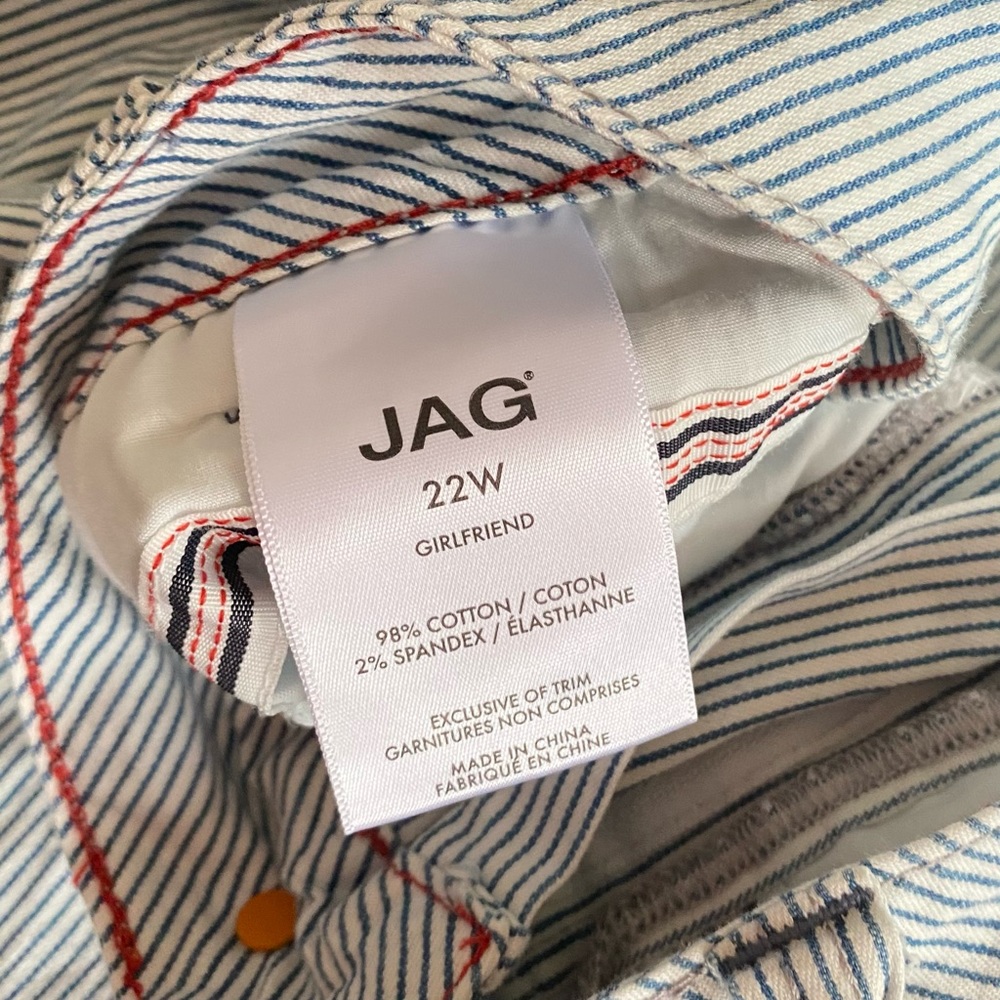 JAG®
22W
GIRLFRIEND
98% COTTON / COTON
2% SPANDEX / ÉLASTHANNE
EXCLUSIVE OF TRIM
GARNITURES NON COMPRISES
MADE IN CHINA
FABRIQUÉ EN CHINE